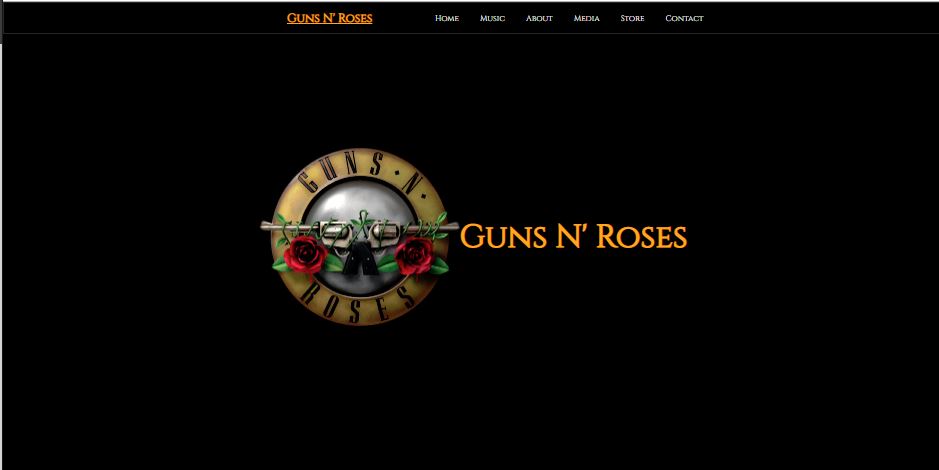 Guns N' Roses Home Music About Media Store Contact
GUNS · N ·
Guns N' Roses
ROSES